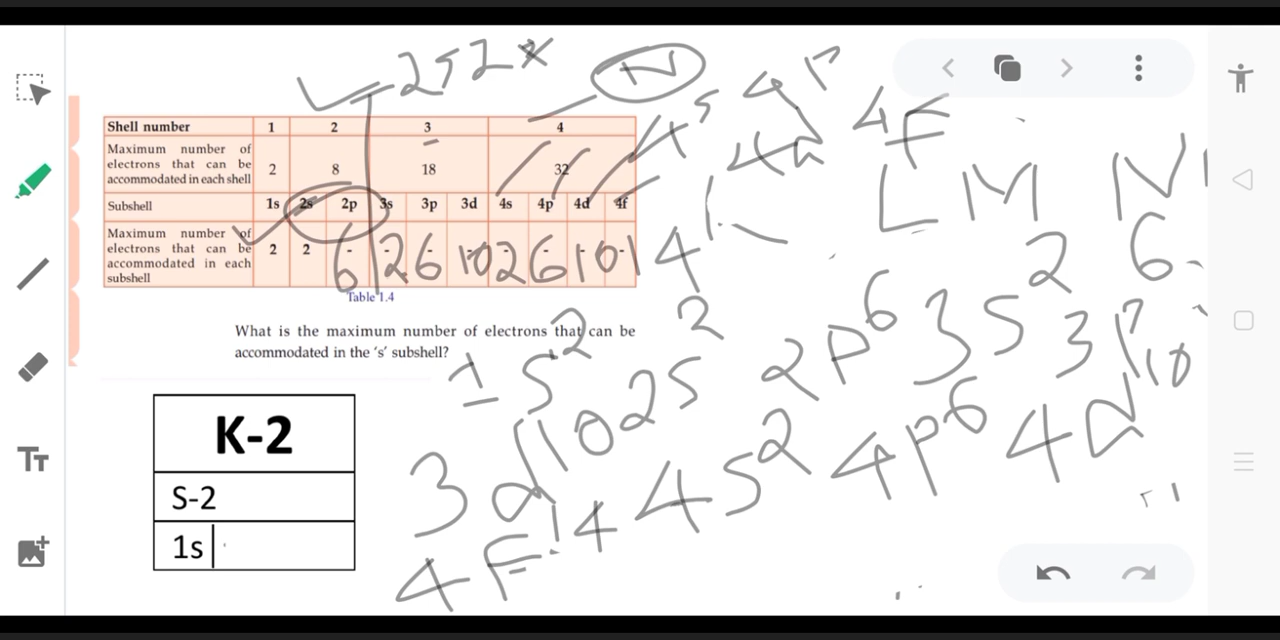 2s2*
N
4s 4p
4d 4F
Shell number 1 2 3 4
Maximum number of electrons that can be accommodated in each shell 2 8 18 32
Subshell 1s 2s 2p 3s 3p 3d 4s 4p 4d 4f
Maximum number of electrons that can be accommodated in each subshell 2 2 6 2 6 10 2 6 10 14
Table 1.4
K L M N
What is the maximum number of electrons that can be
accommodated in the ‘s’ subshell?
1s2 2s2 2p6 3s2 3p6
3d10 4s2 4p6 4d10
4F14
K-2
S-2
1s
Tт